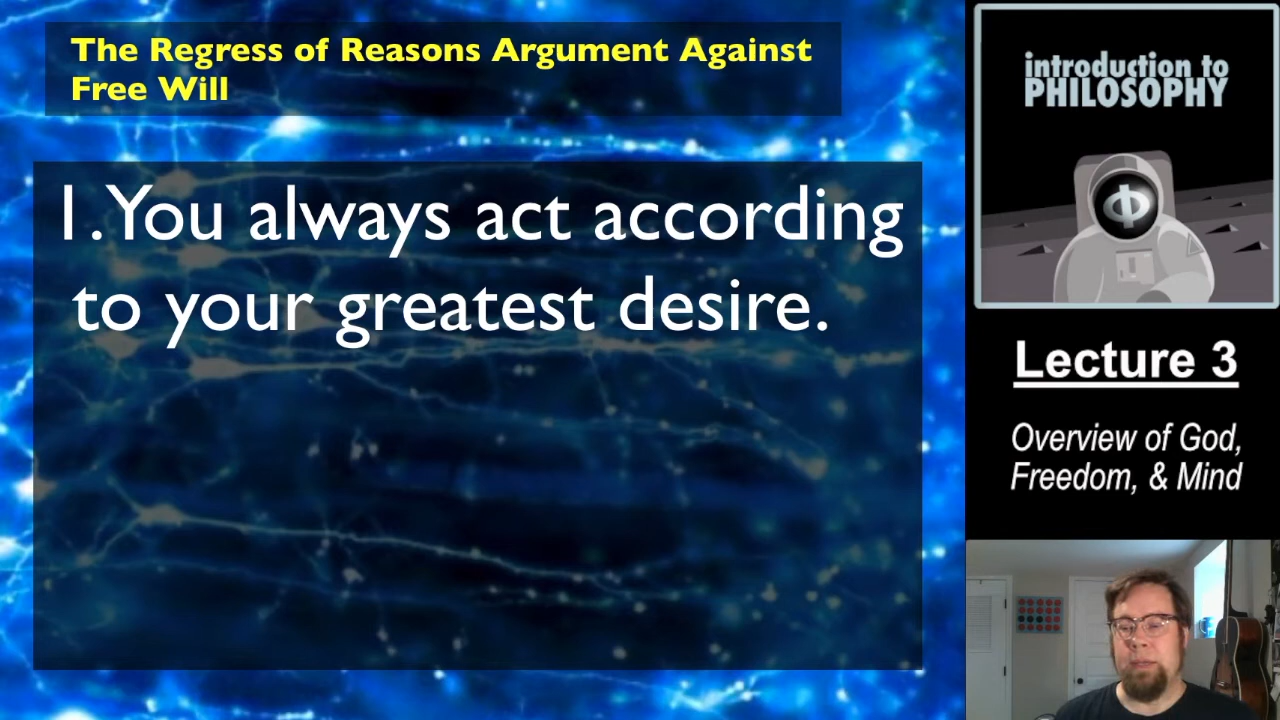 The Regress of Reasons Argument Against
Free Will
1. You always act according
to your greatest desire.
introduction to
PHILOSOPHY
Φ
Lecture 3
Overview of God,
Freedom, & Mind